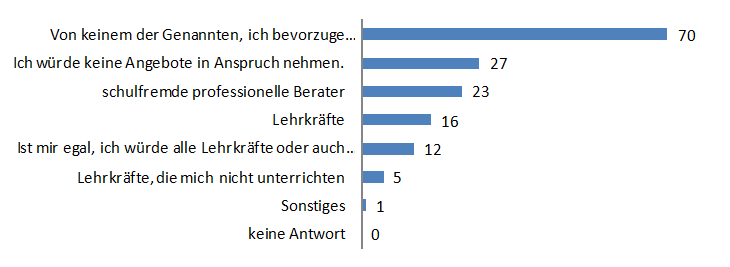 Von keinem der Genannten, ich bevorzuge... 70
Ich würde keine Angebote in Anspruch nehmen. 27
schulfremde professionelle Berater 23
Lehrkräfte 16
Ist mir egal, ich würde alle Lehrkräfte oder auch.. 12
Lehrkräfte, die mich nicht unterrichten 5
Sonstiges 1
keine Antwort 0